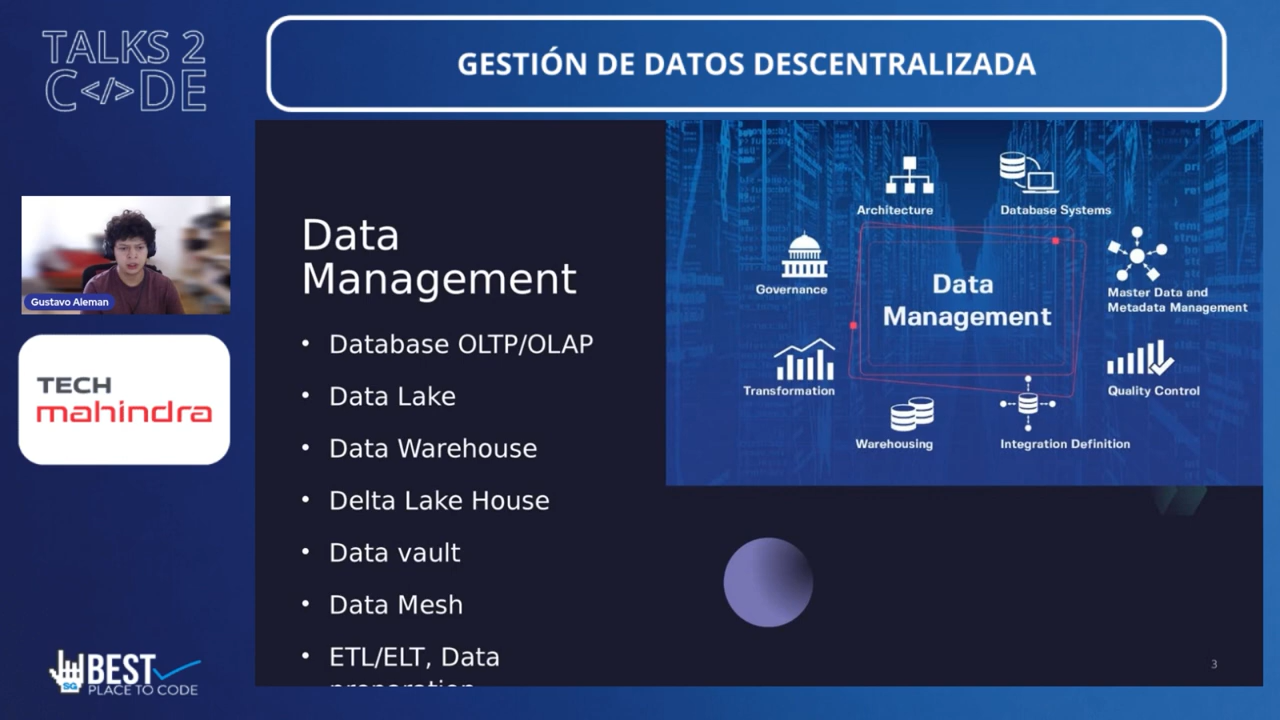 TALKS 2
C</>DE
GESTIÓN DE DATOS DESCENTRALIZADA
Gustavo Aleman
TECH
mahindra
Data
Management
• Database OLTP/OLAP
• Data Lake
• Data Warehouse
• Delta Lake House
• Data vault
• Data Mesh
• ETL/ELT, Data
preparation
Architecture
Database Systems
Governance
Data
Management
Master Data and
Metadata Management
Transformation
Quality Control
Warehousing
Integration Definition
3
SG
BEST
PLACE TO CODE